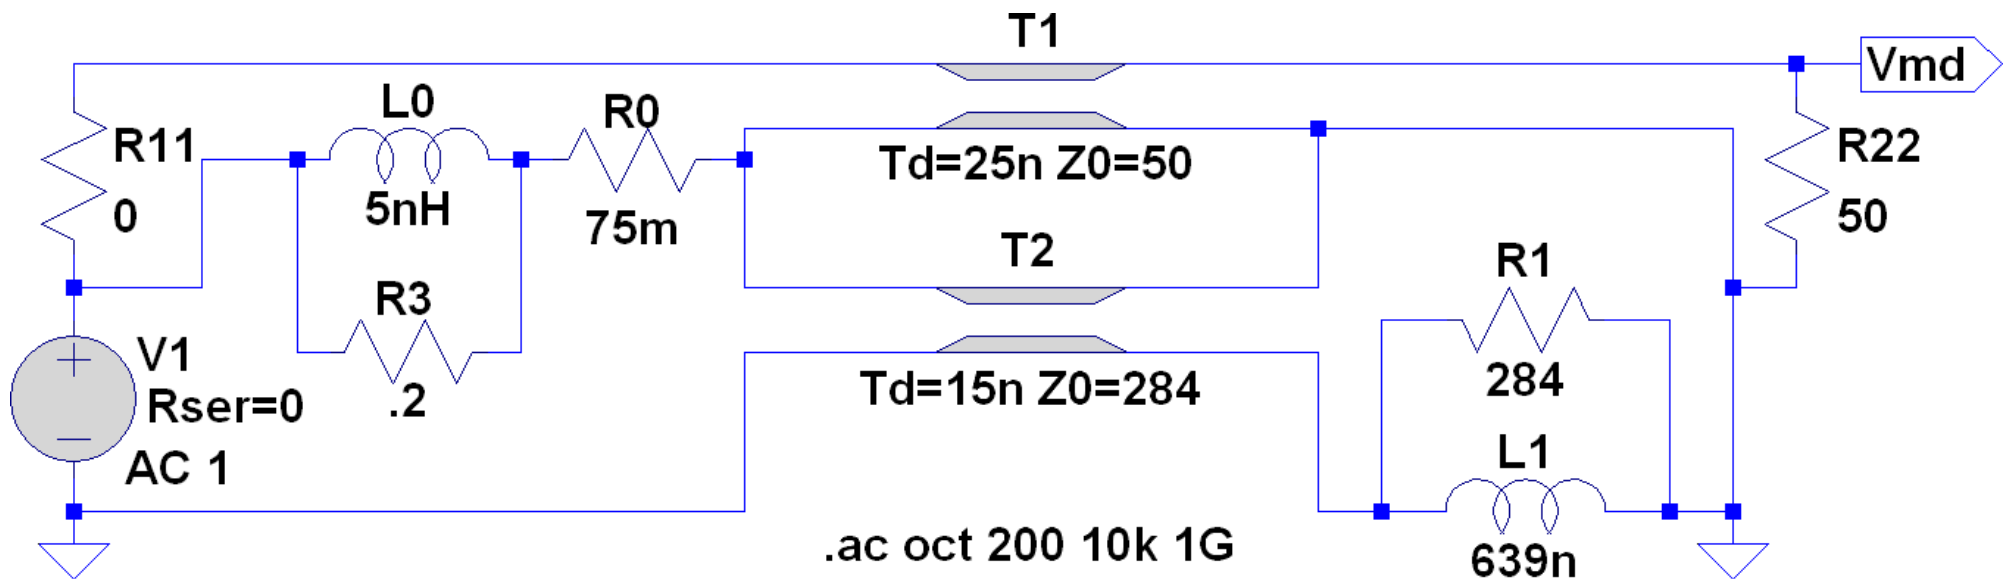 T1
Vmd
L0
R0
R11
R22
Td=25n Z0=50
5nH
0
75m
50
T2
R1
R3
V1
284
Rser=0
.2
Td=15n Z0=284
AC 1
L1
.ac oct 200 10k 1G
639n